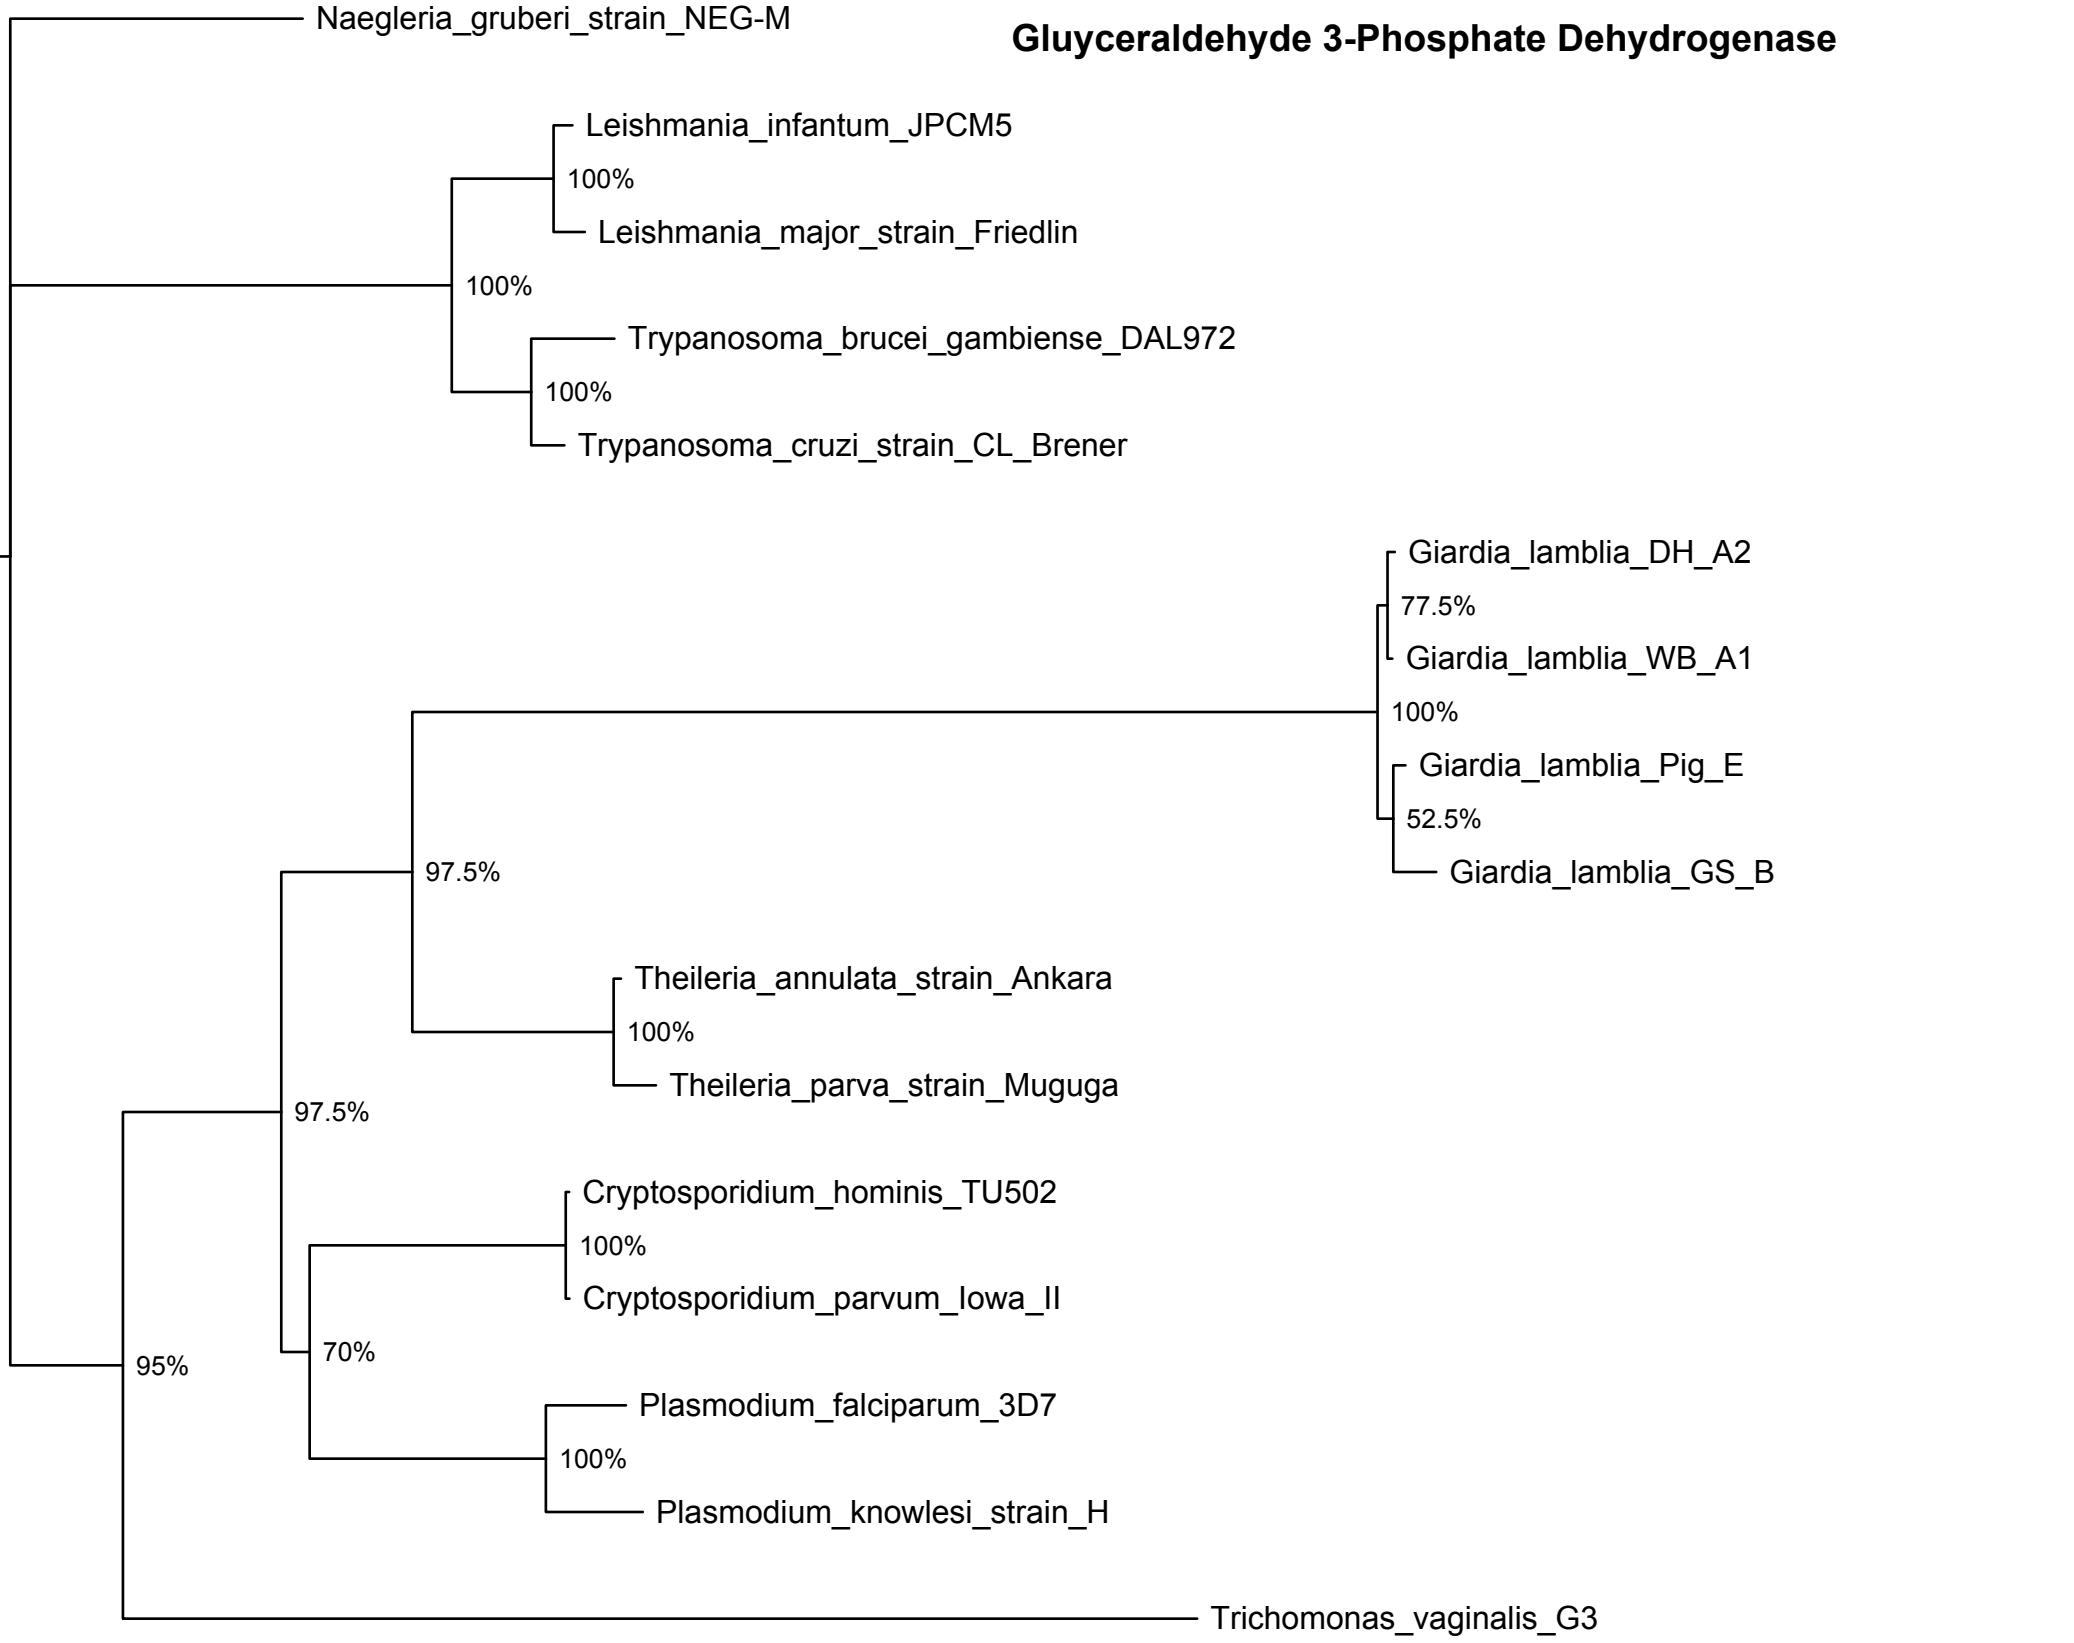 Naegleria_gruberi_strain_NEG-M
Gluyceraldehyde 3-Phosphate Dehydrogenase
Leishmania_infantum_JPCM5
100%
Leishmania_major_strain_Friedlin
100%
Trypanosoma_brucei_gambiense_DAL972
100%
Trypanosoma_cruzi_strain_CL_Brener
Giardia_lamblia_DH_A2
77.5%
Giardia_lamblia_WB_A1
100%
Giardia_lamblia_Pig_E
52.5%
Giardia_lamblia_GS_B
97.5%
Theileria_annulata_strain_Ankara
100%
Theileria_parva_strain_Muguga
97.5%
Cryptosporidium_hominis_TU502
100%
Cryptosporidium_parvum_Iowa_II
70%
95%
Plasmodium_falciparum_3D7
100%
Plasmodium_knowlesi_strain_H
Trichomonas_vaginalis_G3